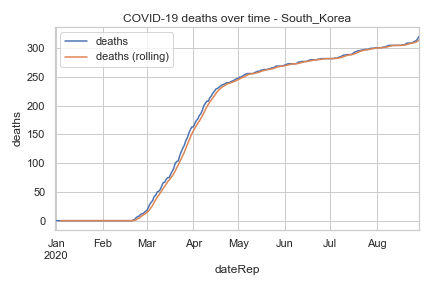 COVID-19 deaths over time - South_Korea
deaths
deaths (rolling)
deaths
300
250
200
150
100
50
0
Jan Feb Mar Apr May Jun Jul Aug
2020
dateRep